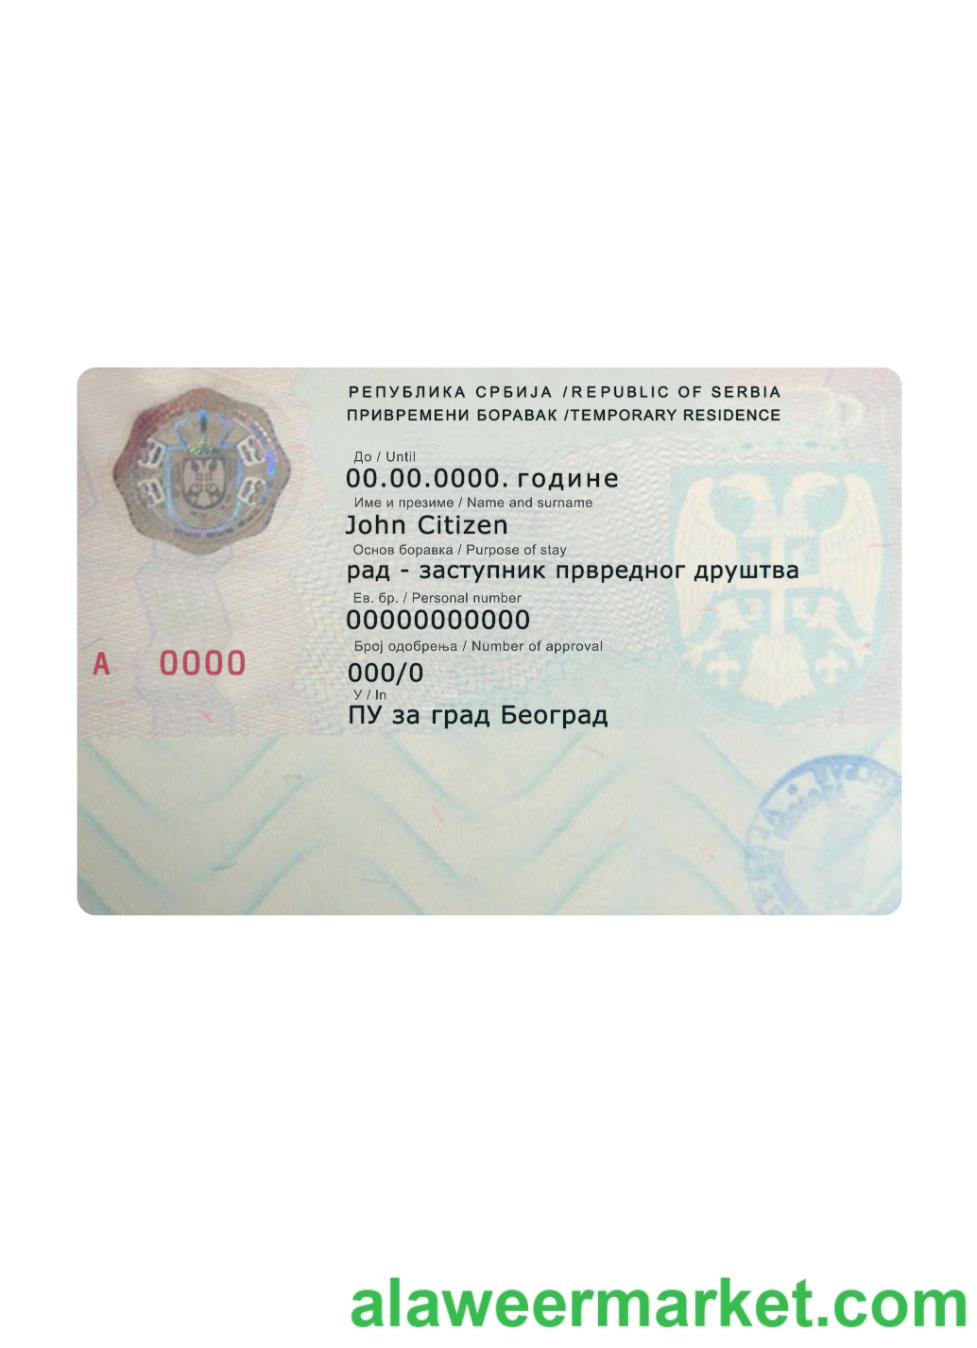 РЕПУБЛИКА СРБИЈА /REPUBLIC OF SERBIA
ПРИВРЕМЕНИ БОРАВАК /TEMPORARY RESIDENCE
До / Until
00.00.0000. године
Име и презиме / Name and surname
John Citizen
Основ боравка / Purpose of stay
рад - заступник првредног друштва
Ев. бр. / Personal number
00000000000
Број одобрења / Number of approval
A 0000
000/0
У / In
ПУ за град Београд
alaweermarket.com